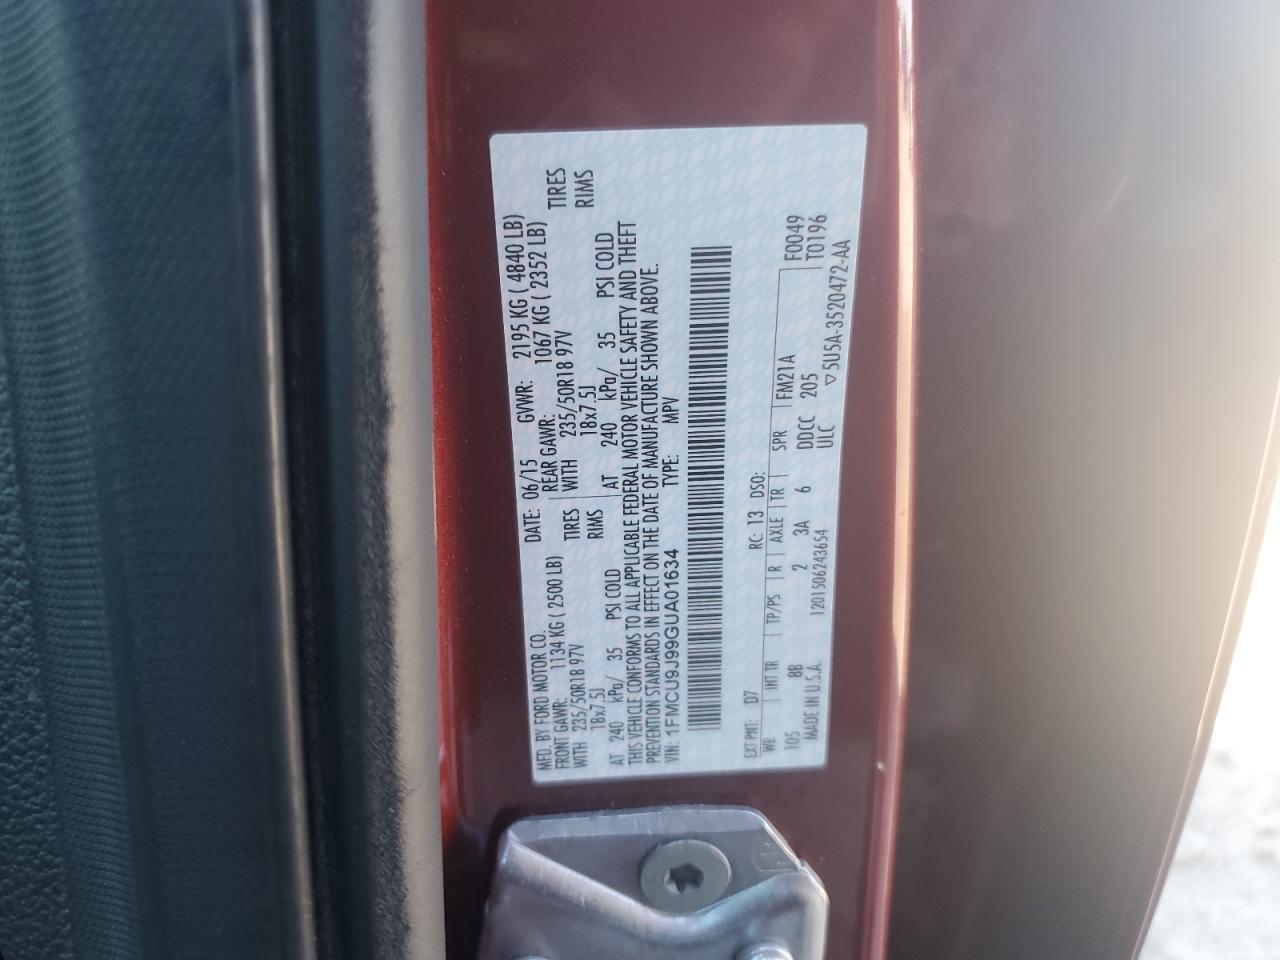 MFD. BY FORD MOTOR CO.
DATE: 06/15 GVWR: 2195 KG ( 4840 LB)
FRONT GAWR: 1134 KG ( 2500 LB)
REAR GAWR: 1067 KG ( 2352 LB)
WITH 235/50R18 97V TIRES
WITH 235/50R18 97V TIRES
18x7.5J RIMS
18x7.5J RIMS
AT 240 kPa/ 35 PSI COLD
AT 240 kPa/ 35 PSI COLD
THIS VEHICLE CONFORMS TO ALL APPLICABLE FEDERAL MOTOR VEHICLE SAFETY AND THEFT
PREVENTION STANDARDS IN EFFECT ON THE DATE OF MANUFACTURE SHOWN ABOVE.
VIN: 1FMCU9J99GUA01634 TYPE: MPV
EXT PNT: D7 RC: 13 DSO:
WB INT TR TP/PS R AXLE TR SPR FM21A F0049
105 8B 2 3A 6 DDCC 205 T0196
MADE IN U.S.A. 1201506243654 ULC ▽5U5A-3520472-AA